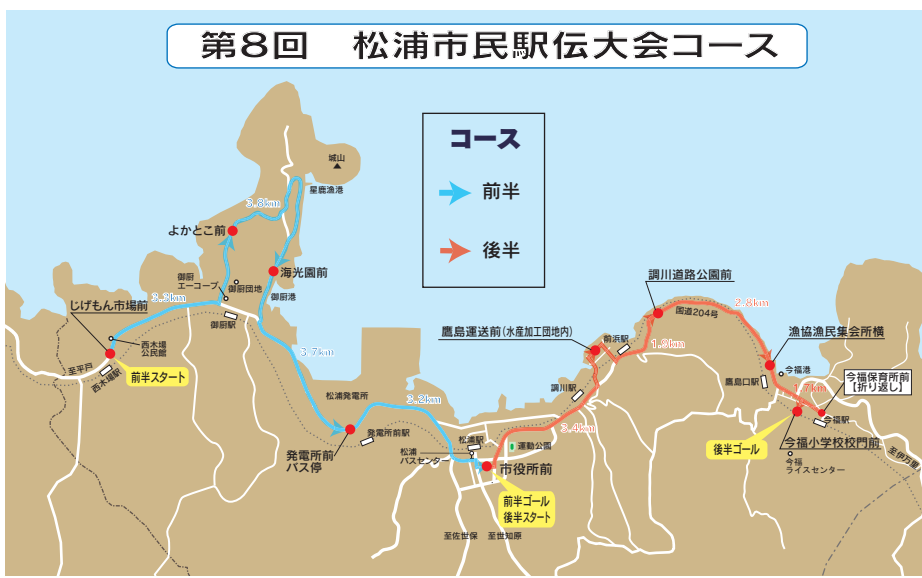 第8回 松浦市民駅伝大会コース
コース
前半
後半
城山
星鹿漁港
3.8km
よかとこ前
海光園前
御厨
エーコープ
御厨団地
御厨港
3.3km
じげもん市場前
御厨駅
西木場
公民館
至平戸
西木場駅
前半スタート
3.7km
松浦発電所
3.2km
発電所前
バス停
発電所前駅
松浦駅
松浦
バスセンター
運動公園
市役所前
前半ゴール
後半スタート
至佐世保
至世知原
3.4km
調川駅
鷹島運送前(水産加工団地内)
前浜駅
1.9km
調川道路公園前
国道204号
2.8km
漁協漁民集会所横
今福港
鷹島口駅
1.7km
今福保育所前
【折り返し】
今福駅
今福小学校校門前
後半ゴール
今福
ライスセンター
至伊万里